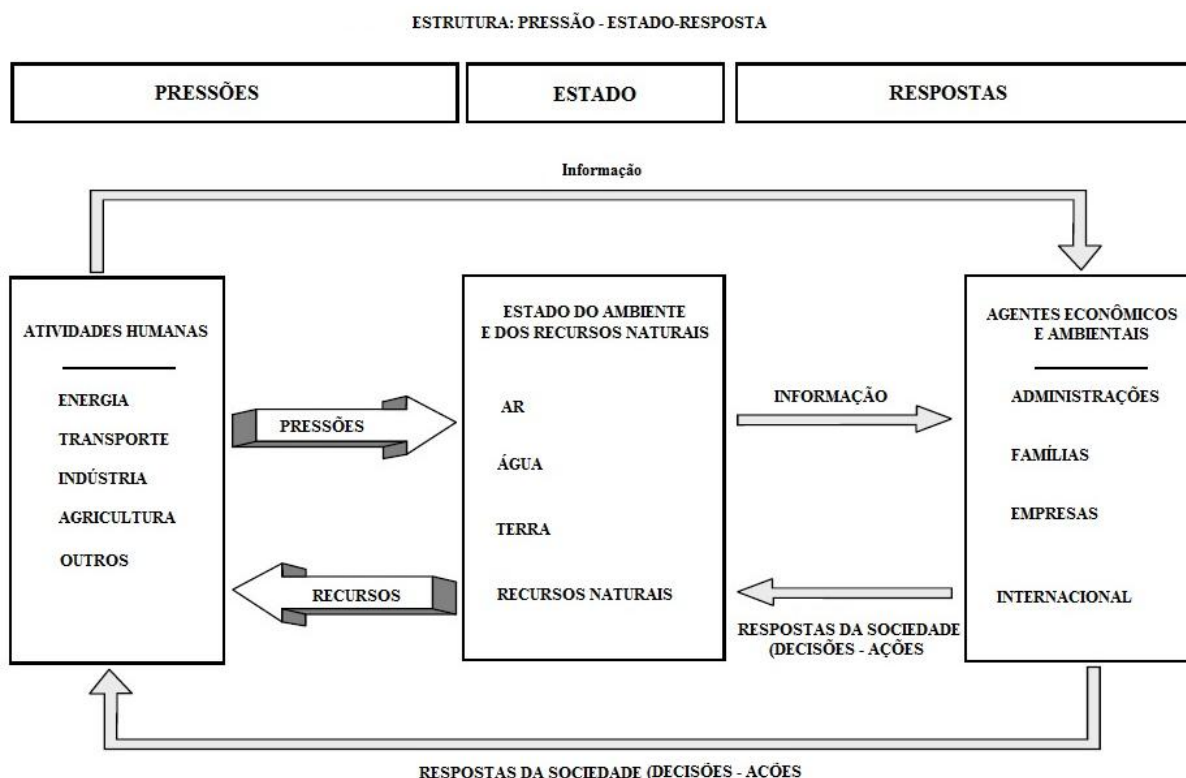 ESTRUTURA: PRESSÃO - ESTADO-RESPOSTA
PRESSÕES
ESTADO
RESPOSTAS
Informação
ATIVIDADES HUMANAS
ENERGIA
TRANSPORTE
INDÚSTRIA
AGRICULTURA
OUTROS
PRESSÕES
RECURSOS
ESTADO DO AMBIENTE
E DOS RECURSOS NATURAIS
AR
ÁGUA
TERRA
RECURSOS NATURAIS
INFORMAÇÃO
RESPOSTAS DA SOCIEDADE
(DECISÕES - AÇÕES
AGENTES ECONÔMICOS
E AMBIENTAIS
ADMINISTRAÇÕES
FAMÍLIAS
EMPRESAS
INTERNACIONAL
RESPOSTAS DA SOCIEDADE (DECISÕES - AÇÕES